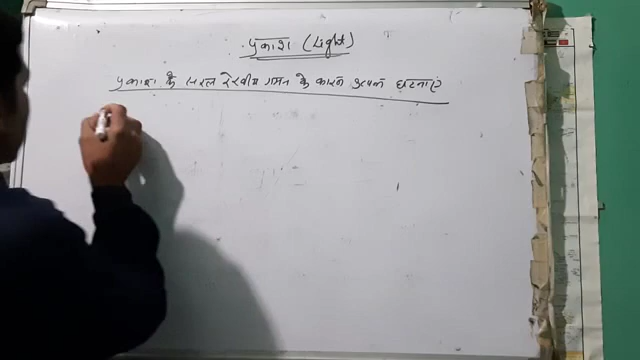 प्रकाश (Light)
प्रकाश के सरल रेखीय गमन के कारण उत्पन्न घटनाएं